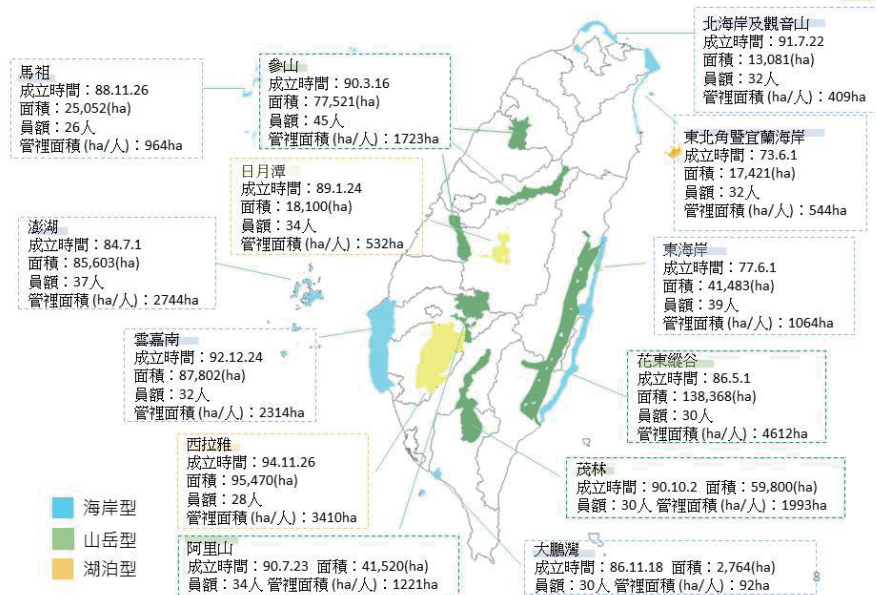 北海岸及觀音山
成立時間：91.7.22
面積：13,081(ha)
員額：32人
管裡面積(ha/人)：409ha
馬祖
成立時間：88.11.26
面積：25,052(ha)
員額：26人
管裡面積(ha/人)：964ha
參山
成立時間：90.3.16
面積：77,521(ha)
員額：45人
管裡面積(ha/人)：1723ha
東北角暨宜蘭海岸
成立時間：73.6.1
面積：17,421(ha)
員額：32人
管裡面積(ha/人)：544ha
日月潭
成立時間：89.1.24
面積：18,100(ha)
員額：34人
管裡面積(ha/人)：532ha
澎湖
成立時間：84.7.1
面積：85,603(ha)
員額：37人
管裡面積(ha/人)：2744ha
東海岸
成立時間：77.6.1
面積：41,483(ha)
員額：39人
管裡面積(ha/人)：1064ha
雲嘉南
成立時間：92.12.24
面積：87,802(ha)
員額：32人
管裡面積(ha/人)：2314ha
花東縱谷
成立時間：86.5.1
面積：138,368(ha)
員額：30人
管裡面積(ha/人)：4612ha
西拉雅
成立時間：94.11.26
面積：95,470(ha)
員額：28人
管裡面積(ha/人)：3410ha
茂林
成立時間：90.10.2 面積：59,800(ha)
員額：30人 管裡面積(ha/人)：1993ha
海岸型
山岳型
湖泊型
阿里山
成立時間：90.7.23 面積：41,520(ha)
員額：34人 管裡面積(ha/人)：1221ha
大鵬灣
成立時間：86.11.18 面積：2,764(ha)
員額：30人 管裡面積(ha/人)：92ha
8